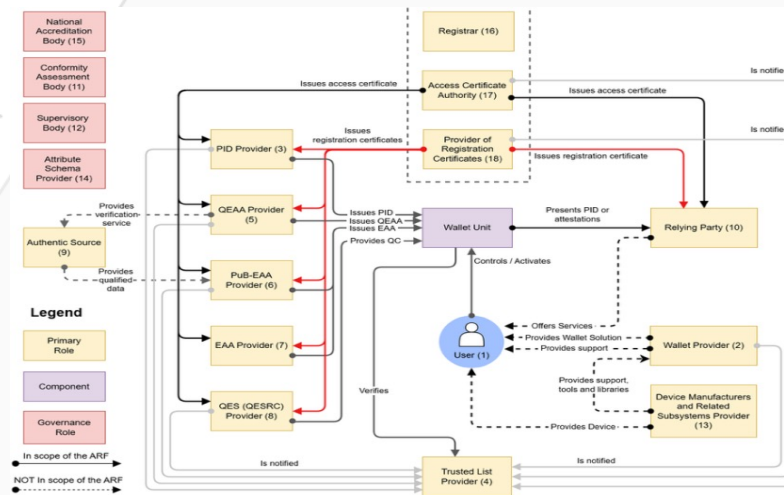 National
Accreditation
Body (15)
Conformity
Assessment
Body (11)
Supervisory
Body (12)
Attribute
Schema
Provider (14)
Registrar (16)
Access Certificate
Authority (17)
Provider of
Registration
Certificates (18)
Issues access certificate
Issues access certificate
Is notifie
Is notifie
Issues
registration certificates
Issues registration certificate
PID Provider (3)
QEAA Provider
(5)
PuB-EAA
Provider (6)
EAA Provider (7)
QES (QESRC)
Provider (8)
Provides
verification
service
Authentic Source
(9)
Provides
qualified
data
Issues PID
Issues QEAA
Issues EAA
Provides QC
Wallet Unit
Presents PID or
attestations
Relying Party (10)
Controls / Activates
User (1)
Offers Services
Provides Wallet Solution
Provides support
Wallet Provider (2)
Provides support,
tools and libraries
Device Manufacturers
and Related
Subsystems Provider
(13)
Provides Device
Verifies
Is notified
Is notified
Trusted List
Provider (4)
Legend
Primary
Role
Component
Governance
Role
In scope of the ARF
NOT In scope of the ARF